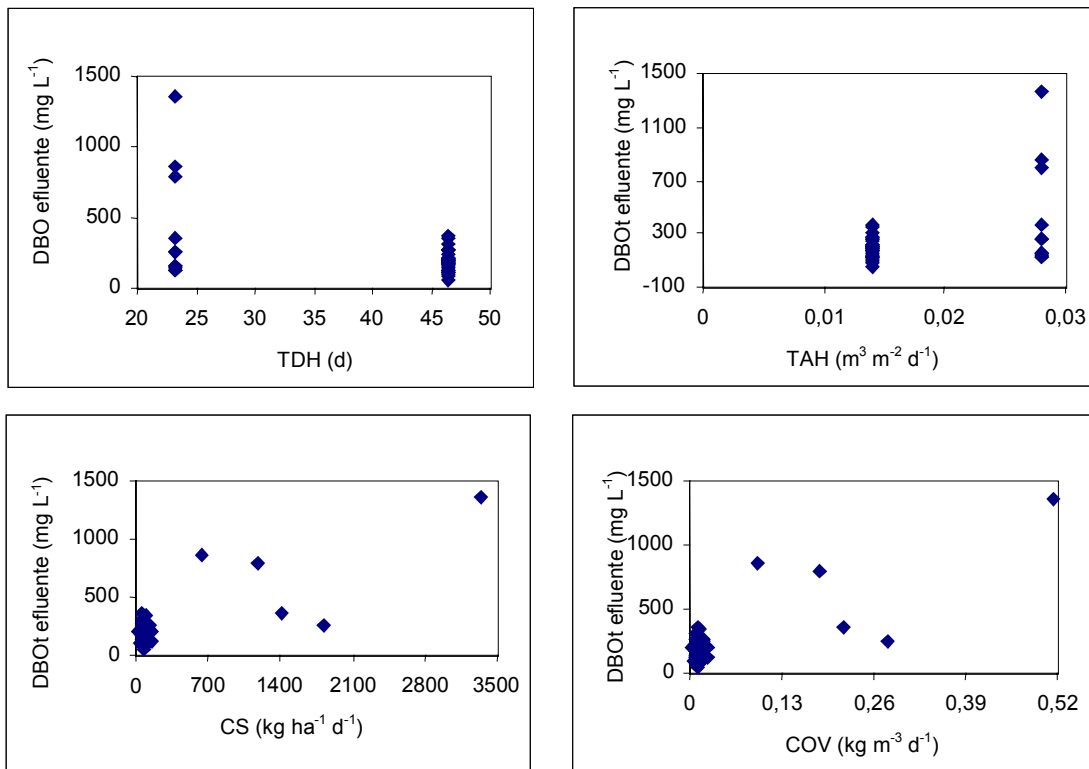 DBO efluente (mg L⁻¹)
1500
1000
500
0
20 25 30 35 40 45 50
TDH (d)
DBOt efluente (mg L⁻¹)
1500
1100
700
300
-100
0 0,01 0,02 0,03
TAH (m³ m⁻² d⁻¹)
DBOt efluente (mg L⁻¹)
1500
1000
500
0
0 700 1400 2100 2800 3500
CS (kg ha⁻¹ d⁻¹)
DBOt efluente (mg L⁻¹)
1500
1000
500
0
0 0,13 0,26 0,39 0,52
COV (kg m⁻³ d⁻¹)